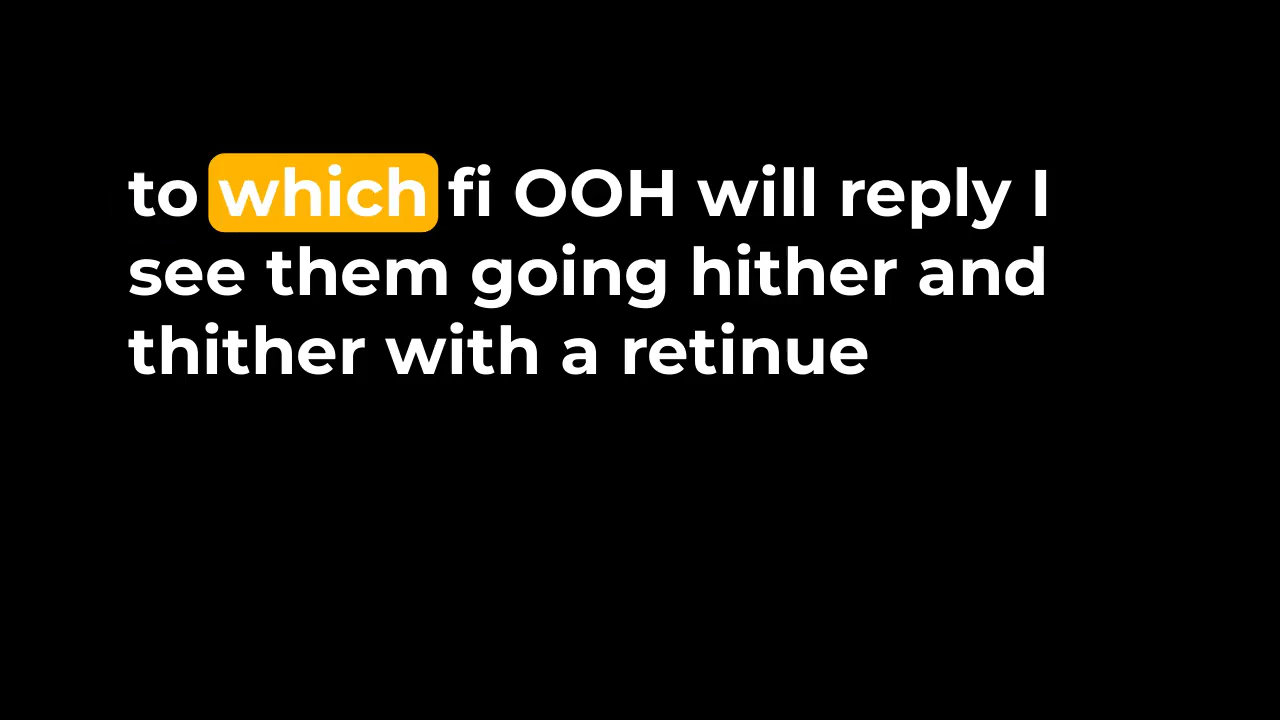 to which fi OOH will reply I
see them going hither and
thither with a retinue